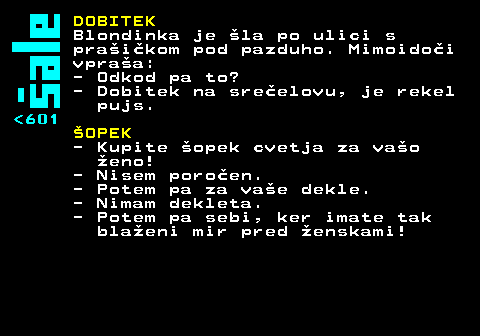 Šale
<601
DOBITEK
Blondinka je šla po ulici s
prašičkom pod pazduho. Mimoidoči
vpraša:
- Odkod pa to?
- Dobitek na srečelovu, je rekel
pujs.
ŠOPEK
- Kupite šopek cvetja za vašo
ženo!
- Nisem poročen.
- Potem pa za vaše dekle.
- Nimam dekleta.
- Potem pa sebi, ker imate tak
blaženi mir pred ženskami!